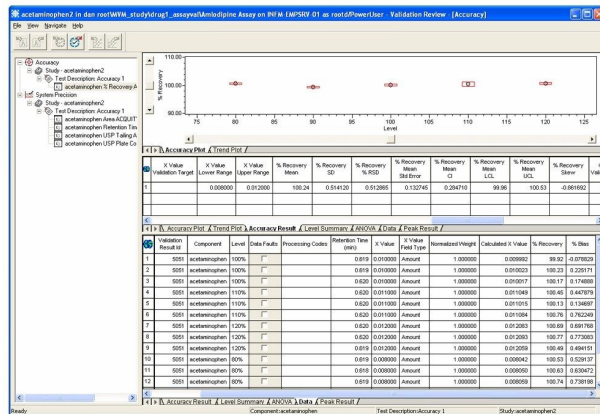 acetaminophen2 in dan root\MVM_study\drug1_assayval\Amlodipine Assay on INFM-EMPSRV-01 as rootd/PowerUser - Validation Review - [Accuracy]
File View Navigate Help
Accuracy
Study - acetaminophen2
Test Description: Accuracy 1
acetaminophen % Recovery A
System Precision
Study - acetaminophen2
Test Description: Accuracy 1
acetaminophen Area ACQUIT
acetaminophen Retention Tim
acetaminophen USP Tailing A
acetaminophen USP Plate Co
% Recovery
110.00
100.00
90.00
75 80 85 90 95 100 105 110 115 120 125
Level
Accuracy Plot / Trend Plot
X Value Validation Target X Value Lower Range X Value Upper Range % Recovery Mean % Recovery SD % Recovery % RSD % Recovery Mean Std Error % Recovery Mean CI % Recovery Mean LCL % Recovery Mean UCL % Recovery Skew
1 0.008000 0.012000 100.24 0.514120 0.512865 0.132745 0.284710 99.96 100.53 -0.861692
Accuracy Plot / Trend Plot / Accuracy Result / Level Summary / ANOVA / Data / Peak Result
Validation Result Id Component Level Data Faults Processing Codes Retention Time (min) X Value X Value Field Type Normalized Weight Calculated X Value % Recovery % Bias
1 5051 acetaminophen 100% 0.619 0.010000 Amount 1.000000 0.009992 99.92 -0.078829
2 5051 acetaminophen 100% 0.619 0.010000 Amount 1.000000 0.010023 100.23 0.225171
3 5051 acetaminophen 100% 0.620 0.010000 Amount 1.000000 0.010017 100.17 0.174888
4 5051 acetaminophen 110% 0.620 0.011000 Amount 1.000000 0.011049 100.45 0.447879
5 5051 acetaminophen 110% 0.620 0.011000 Amount 1.000000 0.011015 100.13 0.134697
6 5051 acetaminophen 110% 0.620 0.011000 Amount 1.000000 0.011084 100.76 0.762249
7 5051 acetaminophen 120% 0.620 0.012000 Amount 1.000000 0.012083 100.69 0.691768
8 5051 acetaminophen 120% 0.620 0.012000 Amount 1.000000 0.012093 100.77 0.773083
9 5051 acetaminophen 120% 0.619 0.012000 Amount 1.000000 0.012059 100.49 0.494151
10 5051 acetaminophen 80% 0.619 0.008000 Amount 1.000000 0.008042 100.53 0.529137
11 5051 acetaminophen 80% 0.618 0.008000 Amount 1.000000 0.008050 100.63 0.630472
12 5051 acetaminophen 80% 0.618 0.008000 Amount 1.000000 0.008059 100.74 0.738198
Accuracy Result / Level Summary / ANOVA / Data / Peak Result
Ready Component:acetaminophen Test Description:Accuracy 1 Study:acetaminophen2